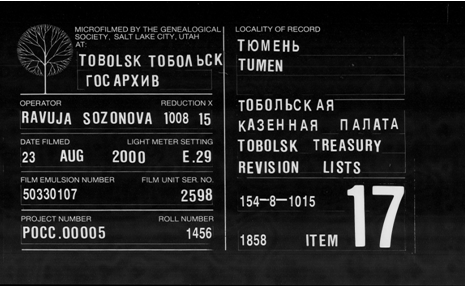 MICROFILMED BY THE GENEALOGICAL
SOCIETY, SALT LAKE CITY, UTAH
AT:
TOBOLSK ТОБОЛЬСК
ГОСАРХИВ
OPERATOR REDUCTION X
RAVUJA SOZONOVA 1008 15
DATE FILMED LIGHT METER SETTING
23 AUG 2000 E.29
FILM EMULSION NUMBER FILM UNIT SER. NO.
50330107 2598
PROJECT NUMBER ROLL NUMBER
РОСС.00005 1456
LOCALITY OF RECORD
ТЮМЕНЬ
TUMEN
ТОБОЛЬСКАЯ
КАЗЕННАЯ ПАЛАТА
TOBOLSK TREASURY
REVISION LISTS
154-8-1015
1858 ITEM 17